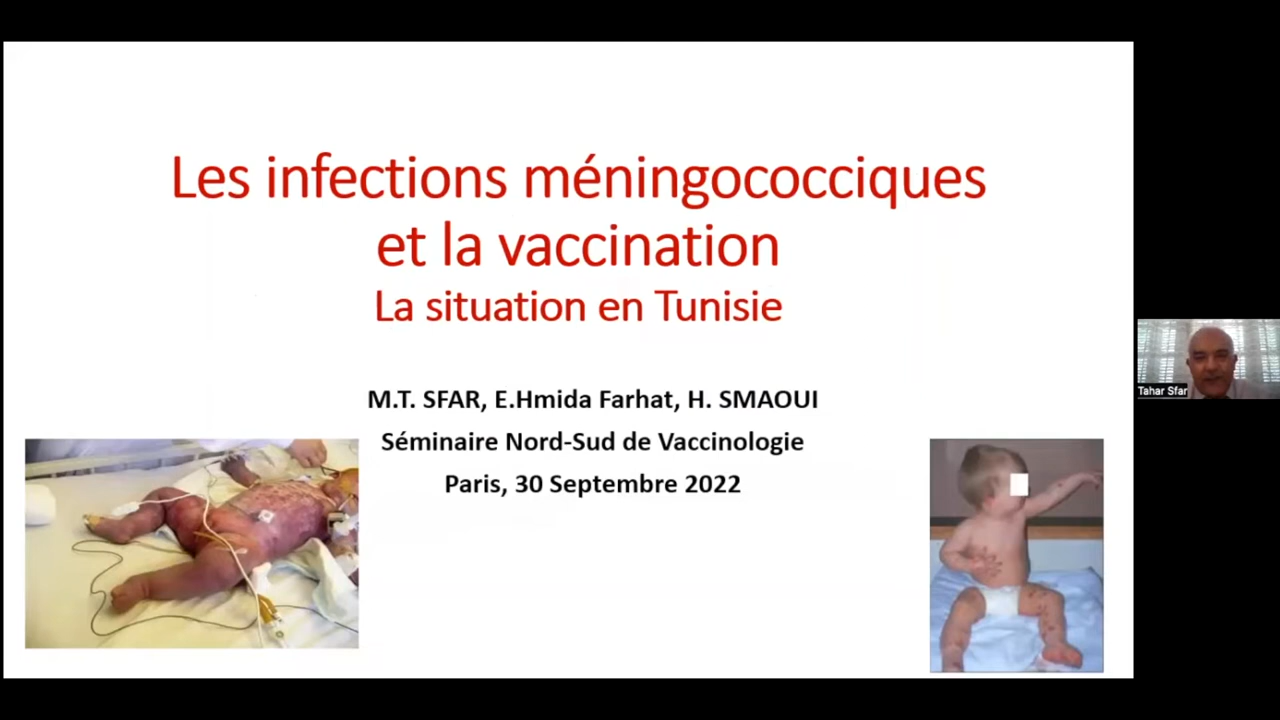 Les infections méningococciques
et la vaccination
La situation en Tunisie
M.T. SFAR, E.Hmida Farhat, H. SMAOUI
Séminaire Nord-Sud de Vaccinologie
Paris, 30 Septembre 2022
Tahar Sfar